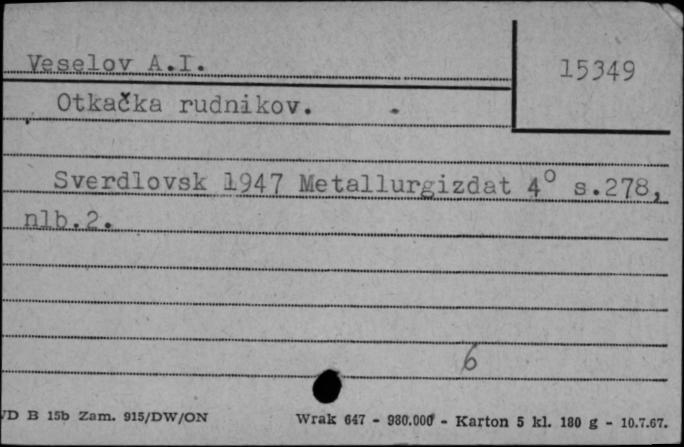 Veselov A.I.
15349
Otkačka rudnikov.
Sverdlovsk 1947 Metallurgizdat 4° s.278,
nlb.2.
6
D B 15b Zam. 915/DW/ON
Wrak 647 - 980.000 - Karton 5 kl. 180 g - 10.7.67.